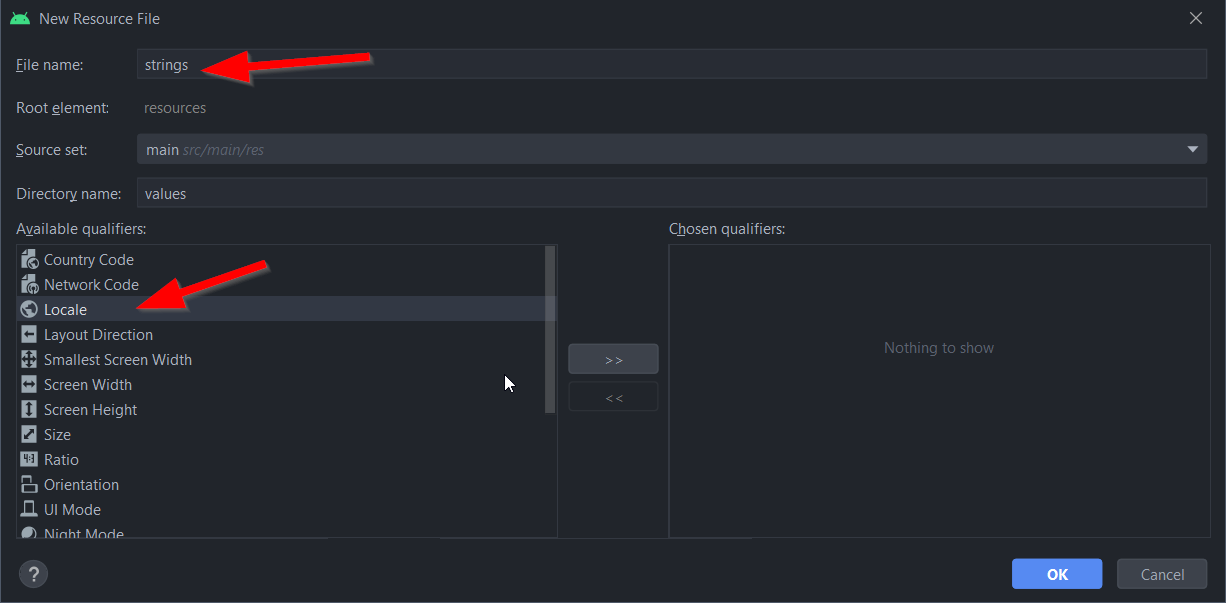 New Resource File
File name: strings
Root element: resources
Source set: main src/main/res
Directory name: values
Available qualifiers: Chosen qualifiers:
Country Code
Network Code
Locale
Layout Direction
Smallest Screen Width
Screen Width
Screen Height
Size
Ratio
Orientation
UI Mode
Night Mode
>>
<<
Nothing to show
?
OK Cancel